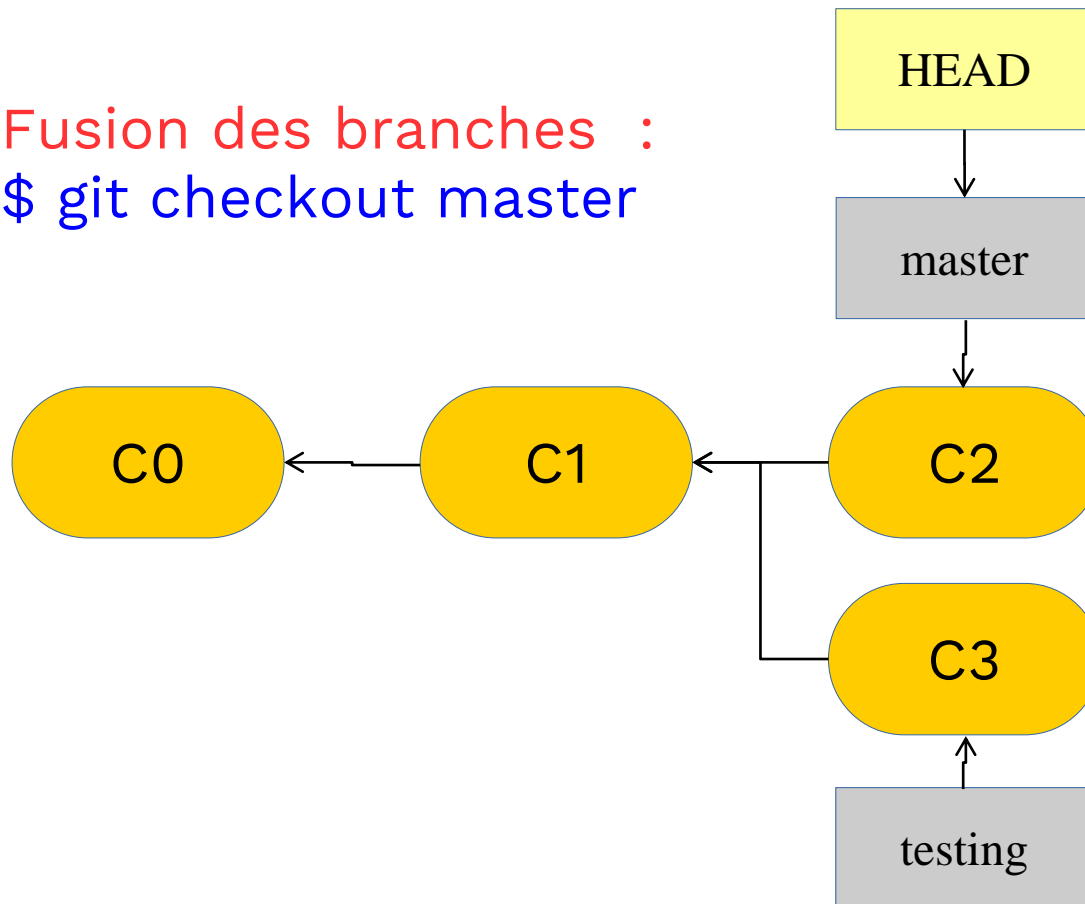 HEAD
Fusion des branches  :
$ git checkout master
master
C0
C1
C2
C3
testing